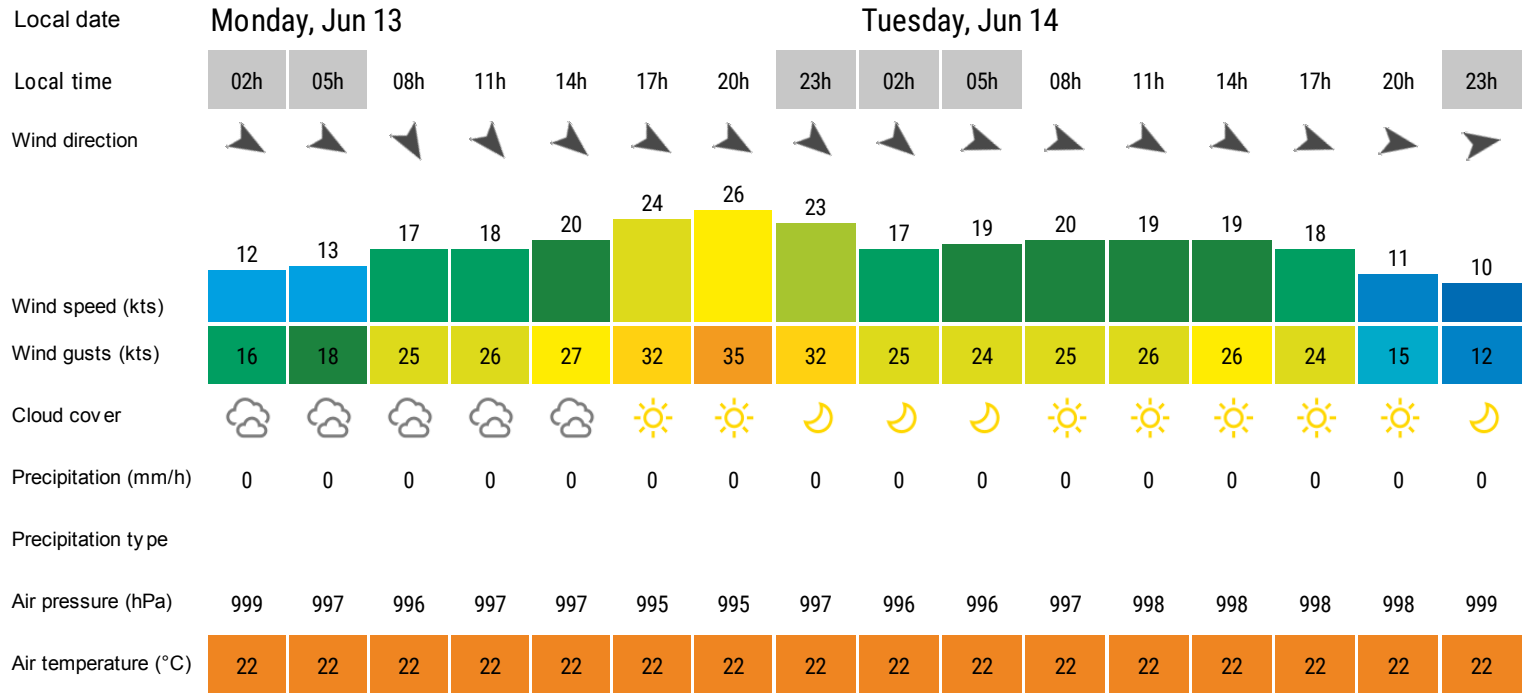 Local date Monday, Jun 13 Tuesday, Jun 14
Local time 02h 05h 08h 11h 14h 17h 20h 23h 02h 05h 08h 11h 14h 17h 20h 23h
Wind direction
Wind speed (kts) 12 13 17 18 20 24 26 23 17 19 20 19 19 18 11 10
Wind gusts (kts) 16 18 25 26 27 32 35 32 25 24 25 26 26 24 15 12
Cloud cover
Precipitation (mm/h) 0 0 0 0 0 0 0 0 0 0 0 0 0 0 0 0
Precipitation type
Air pressure (hPa) 999 997 996 997 997 995 995 997 996 996 997 998 998 998 998 999
Air temperature (°C) 22 22 22 22 22 22 22 22 22 22 22 22 22 22 22 22